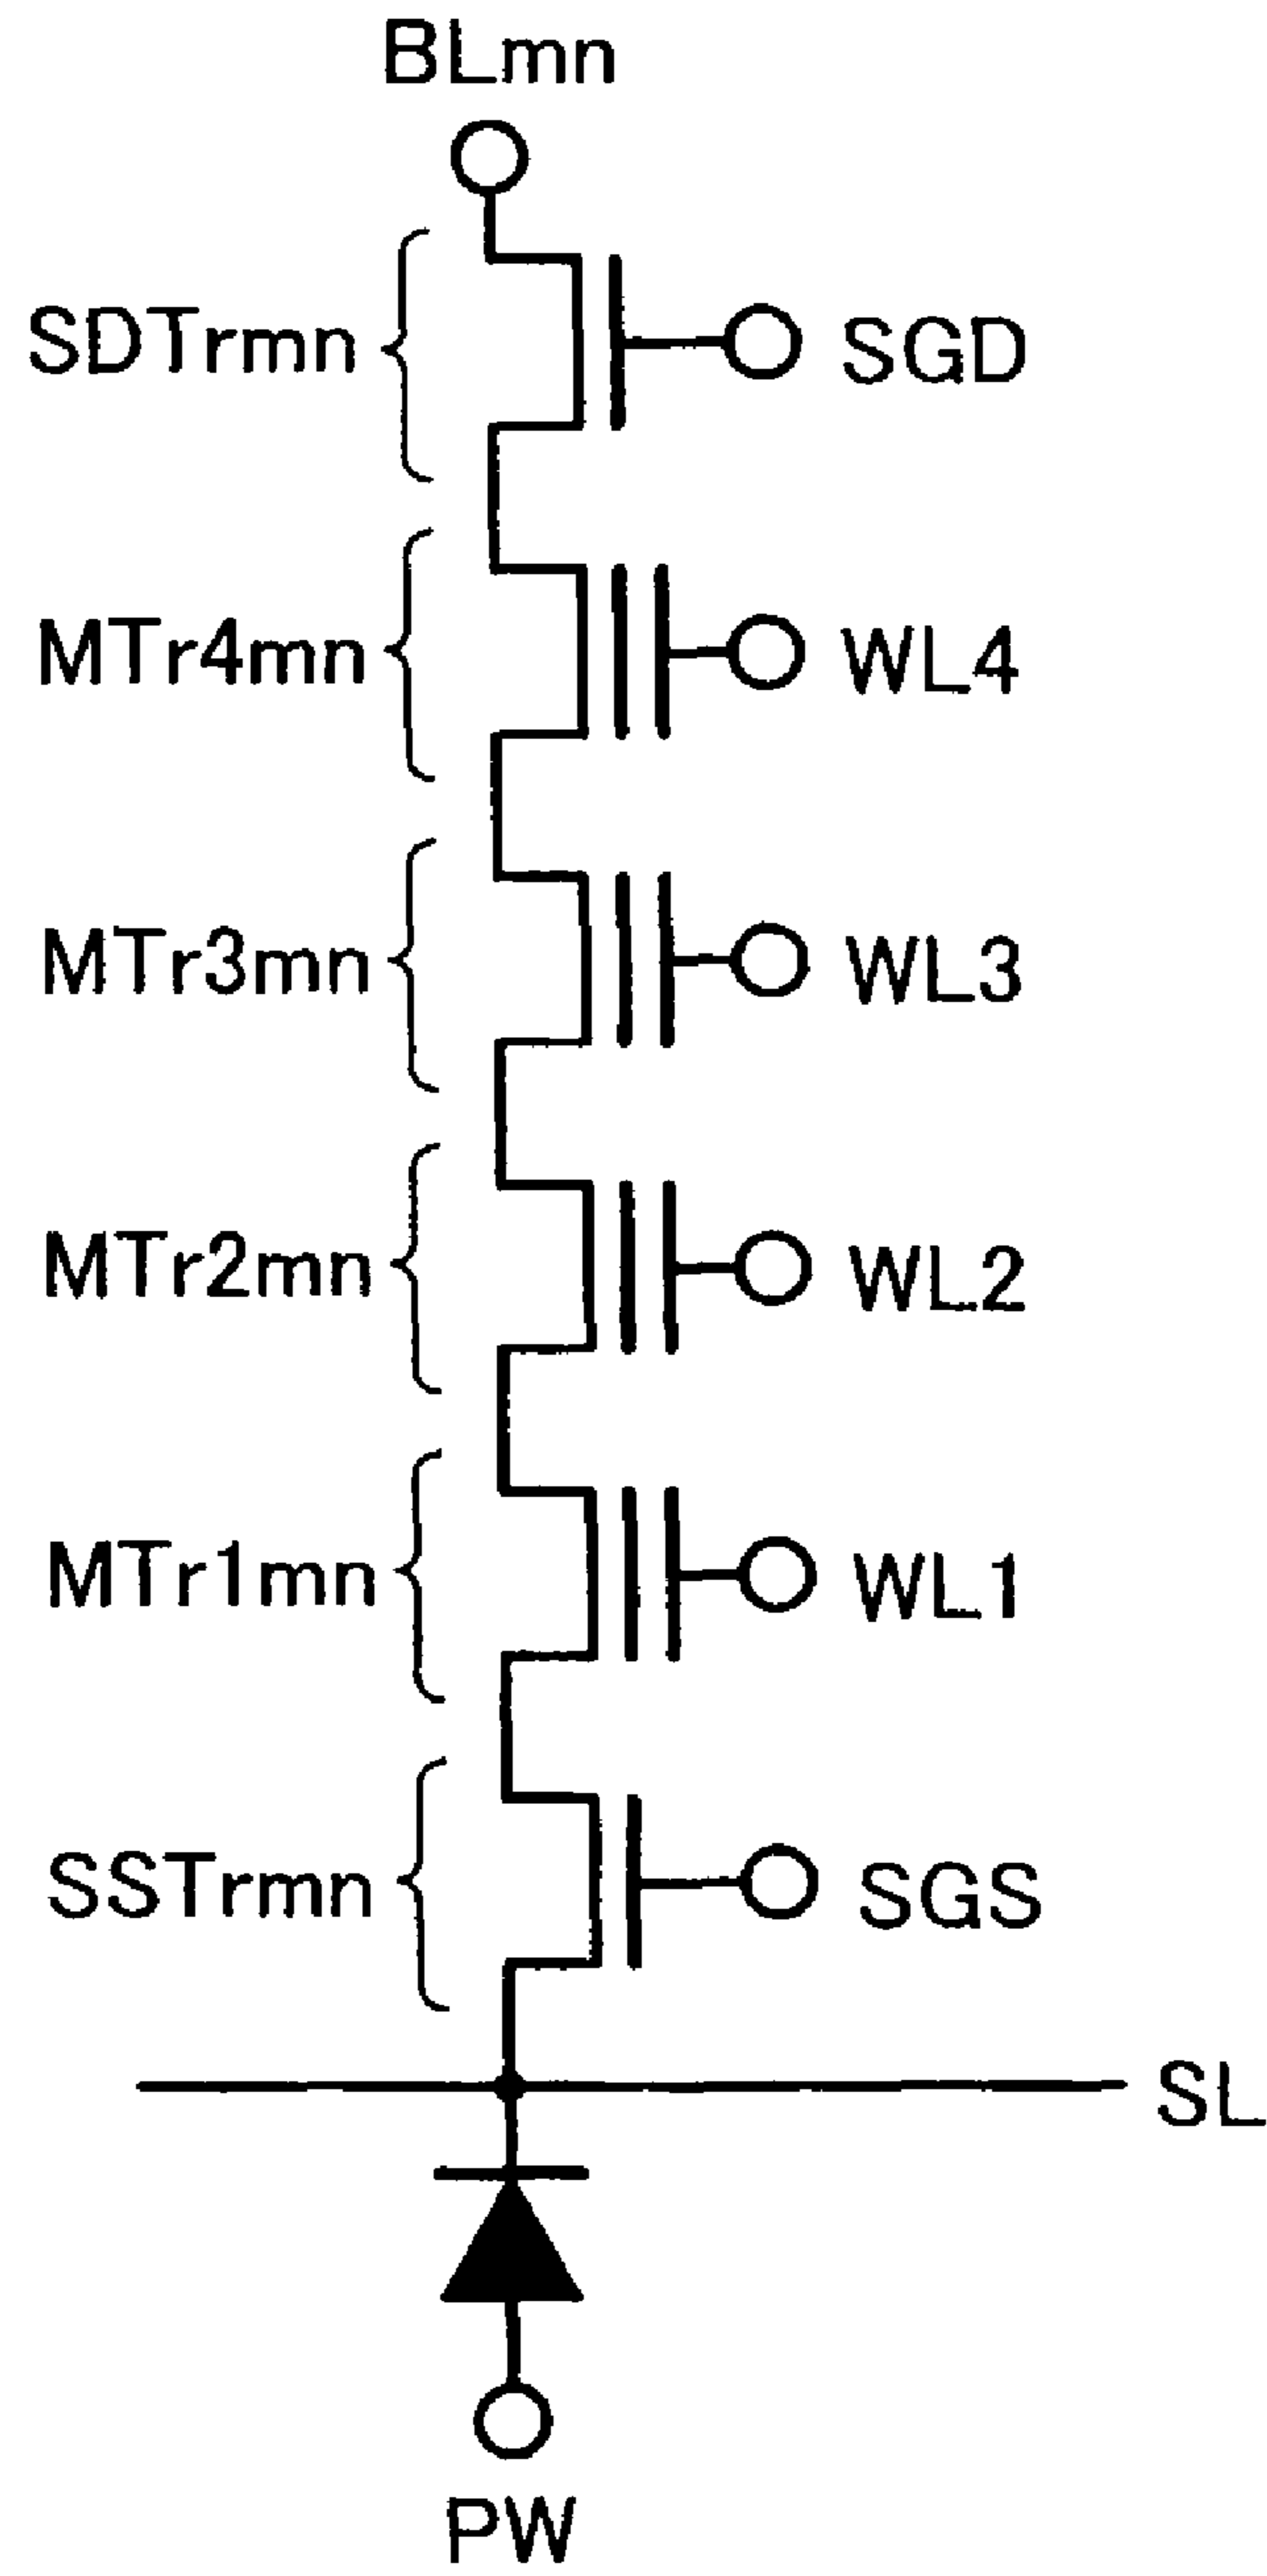 BLmn
SDTrmn SGD
MTr4mn WL4
MTr3mn WL3
MTr2mn WL2
MTr1mn WL1
SSTrmn SGS
SL
PW